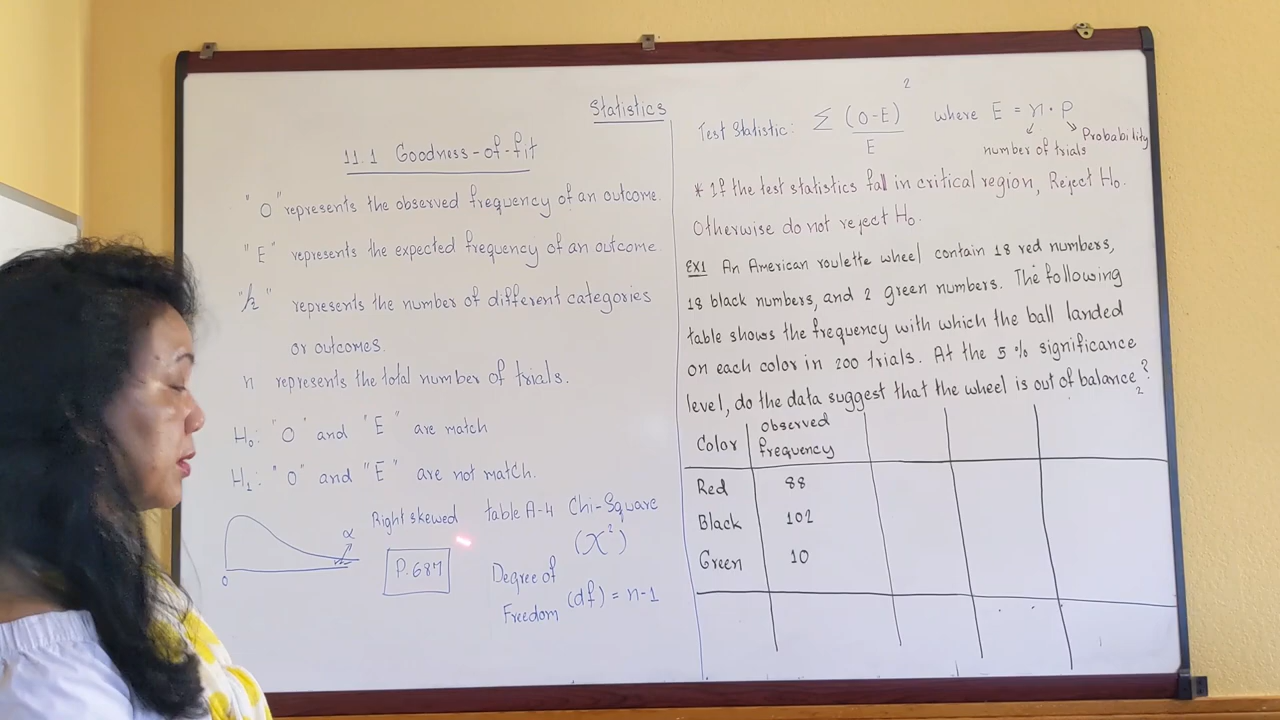 Statistics
11.1 Goodness-of-fit
"O" represents the observed frequency of an outcome.
"E" represents the expected frequency of an outcome
"k" represents the number of different categories
or outcomes.
n represents the total number of trials.
H₀: "O" and "E" are match
H₁: "O" and "E" are not match.
Right skewed table A-4 Chi-Square
(X²)
α
0
P.687
Degree of
Freedom (df) = n-1
Test Statistic: Σ (O-E)²/E where E = n · p
number of trials Probability
* If the test statistics fall in critical region, Reject H₀.
Otherwise do not reject H₀.
Ex1 An American roulette wheel contain 18 red numbers,
18 black numbers, and 2 green numbers. The following
table shows the frequency with which the ball landed
on each color in 200 trials. At the 5% significance
level, do the data suggest that the wheel is out of balance?
2
Color observed frequency
Red 88
Black 102
Green 10